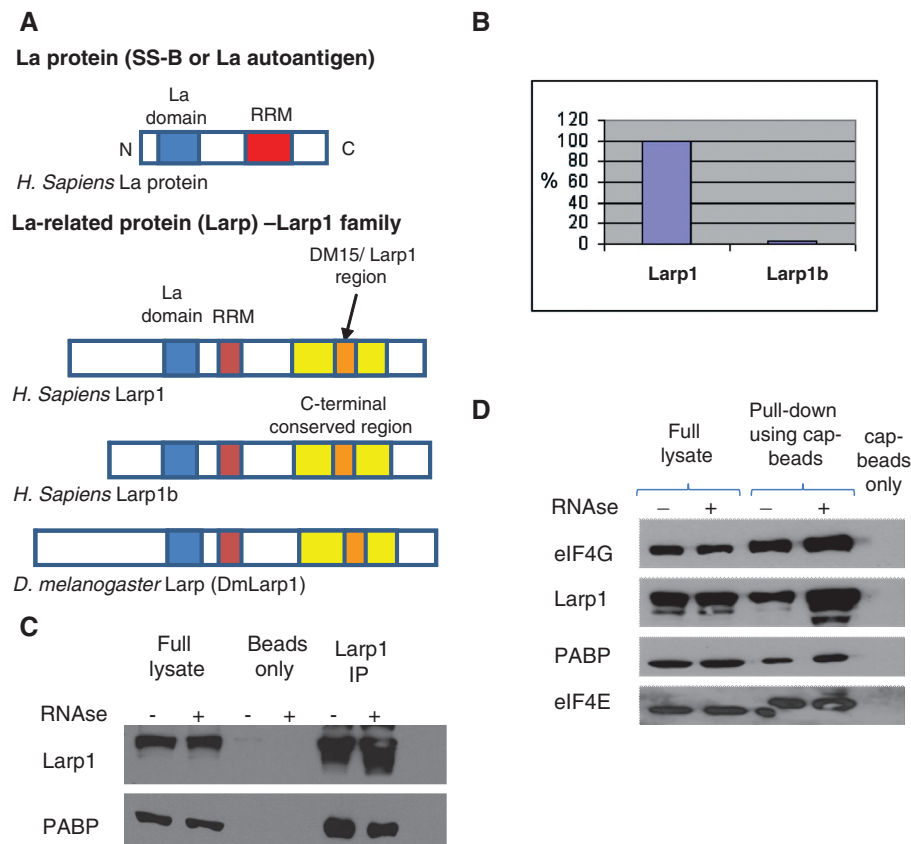 A
La protein (SS-B or La autoantigen)
La
domain
RRM
N
C
H. Sapiens La protein
La-related protein (Larp) –Larp1 family
DM15/ Larp1
region
La
domain
RRM
H. Sapiens Larp1
C-terminal
conserved region
H. Sapiens Larp1b
D. melanogaster Larp (DmLarp1)
B
120
100
80
60
40
20
0
%
Larp1
Larp1b
C
Full
lysate
Beads
only
Larp1
IP
RNAse - + - + - +
Larp1
PABP
D
Full
lysate
Pull-down
using cap-
beads
cap-
beads
only
RNAse – + – +
eIF4G
Larp1
PABP
eIF4E